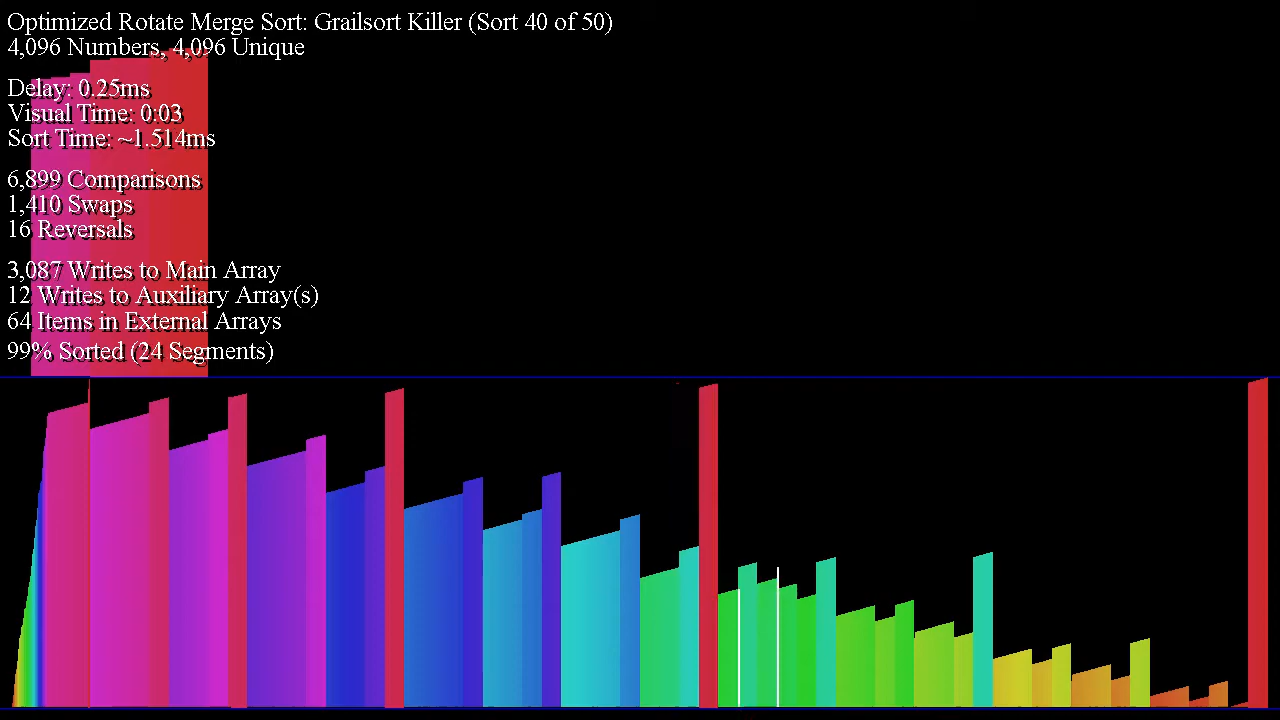 Optimized Rotate Merge Sort: Grailsort Killer (Sort 40 of 50)
4,096 Numbers, 4,096 Unique
Delay: 0.25ms
Visual Time: 0:03
Sort Time: ~1.514ms
6,899 Comparisons
1,410 Swaps
16 Reversals
3,087 Writes to Main Array
12 Writes to Auxiliary Array(s)
64 Items in External Arrays
99% Sorted (24 Segments)